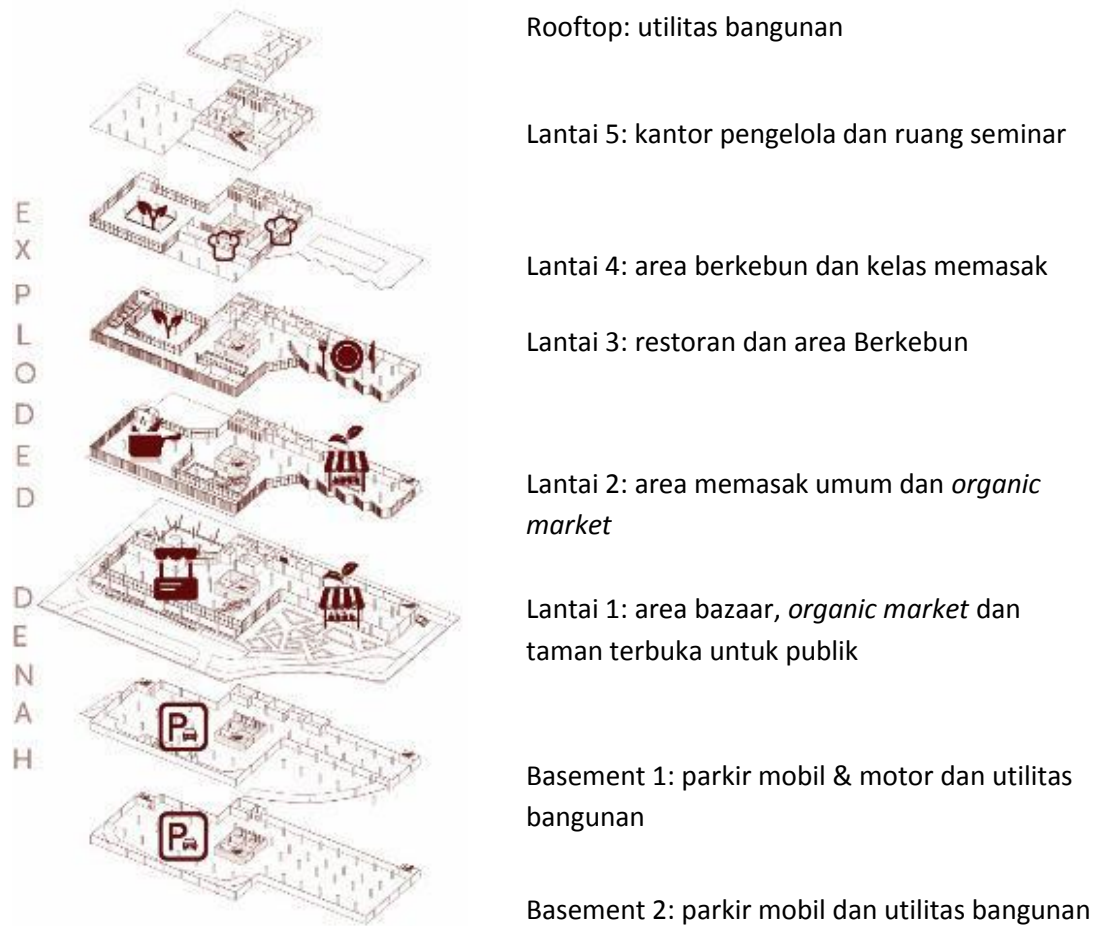 EXPLODED DENAH
Rooftop: utilitas bangunan
Lantai 5: kantor pengelola dan ruang seminar
Lantai 4: area berkebun dan kelas memasak
Lantai 3: restoran dan area Berkebun
Lantai 2: area memasak umum dan organic
market
Lantai 1: area bazaar, organic market dan
taman terbuka untuk publik
P
Basement 1: parkir mobil & motor dan utilitas
bangunan
P
Basement 2: parkir mobil dan utilitas bangunan